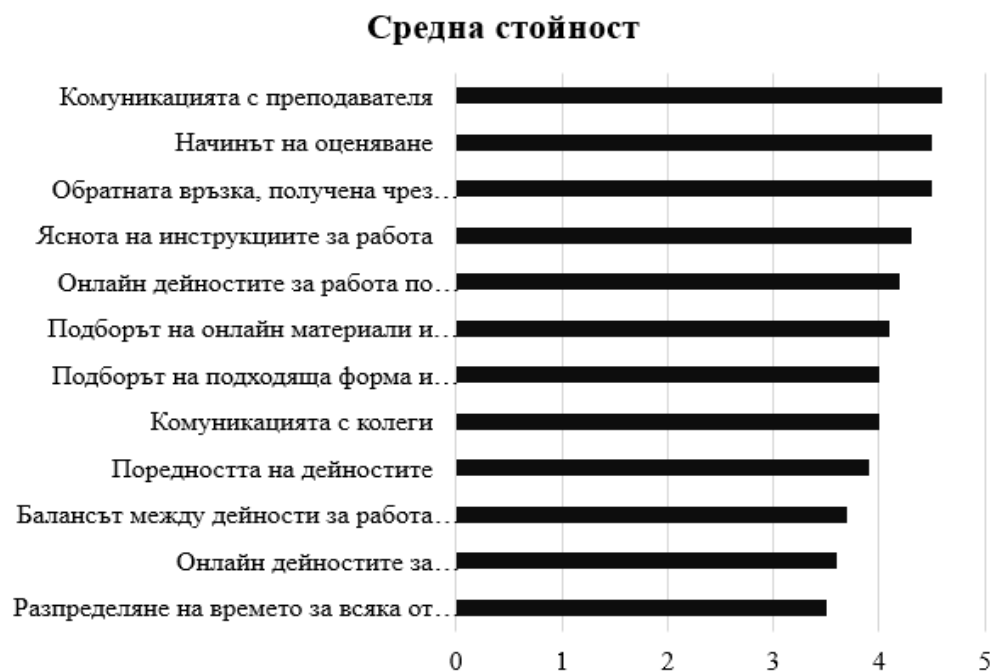 Средна стойност
Комуникацията с преподавателя
Начинът на оценяване
Обратната връзка, получена чрез…
Яснота на инструкциите за работа
Онлайн дейностите за работа по…
Подборът на онлайн материали и…
Подборът на подходяща форма и…
Комуникацията с колеги
Поредността на дейностите
Балансът между дейности за работа…
Онлайн дейностите за…
Разпределяне на времето за всяка от…
0 1 2 3 4 5